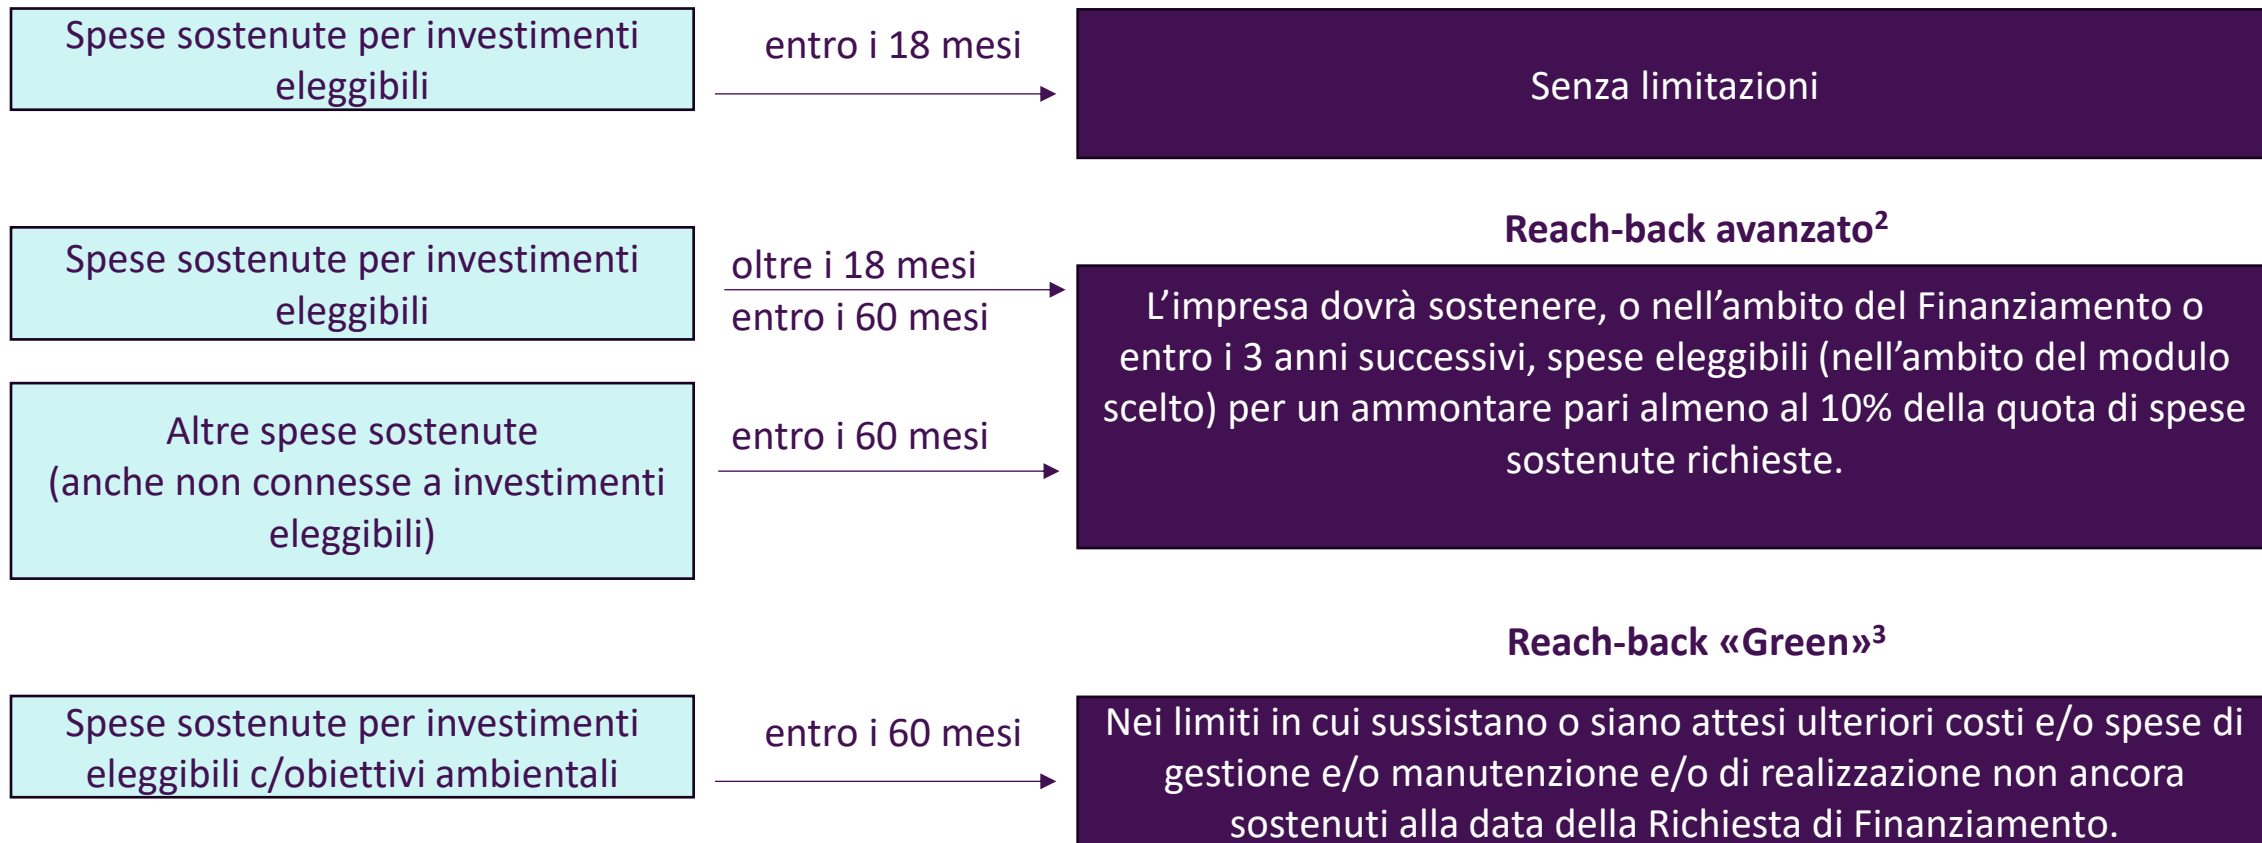 Spese sostenute per investimenti
eleggibili
entro i 18 mesi
Senza limitazioni
Reach-back avanzato²
Spese sostenute per investimenti
eleggibili
oltre i 18 mesi
entro i 60 mesi
L’impresa dovrà sostenere, o nell’ambito del Finanziamento o
entro i 3 anni successivi, spese eleggibili (nell’ambito del modulo
scelto) per un ammontare pari almeno al 10% della quota di spese
sostenute richieste.
Altre spese sostenute
(anche non connesse a investimenti
eleggibili)
entro i 60 mesi
Reach-back «Green»³
Spese sostenute per investimenti
eleggibili c/obiettivi ambientali
entro i 60 mesi
Nei limiti in cui sussistano o siano attesi ulteriori costi e/o spese di
gestione e/o manutenzione e/o di realizzazione non ancora
sostenuti alla data della Richiesta di Finanziamento.